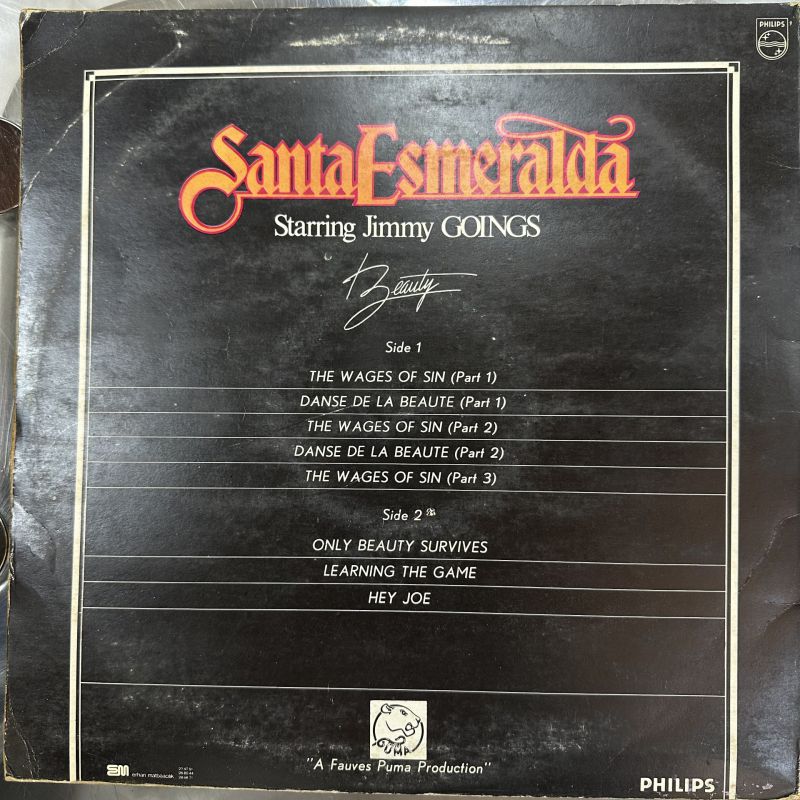 PHILIPS
Santa Esmeralda
Starring Jimmy GOINGS
Beauty
Side 1
THE WAGES OF SIN (Part 1)
DANSE DE LA BEAUTE (Part 1)
THE WAGES OF SIN (Part 2)
DANSE DE LA BEAUTE (Part 2)
THE WAGES OF SIN (Part 3)
Side 2
ONLY BEAUTY SURVIVES
LEARNING THE GAME
HEY JOE
PUMA
"A Fauves Puma Production"
erhan matbaacılık
PHILIPS